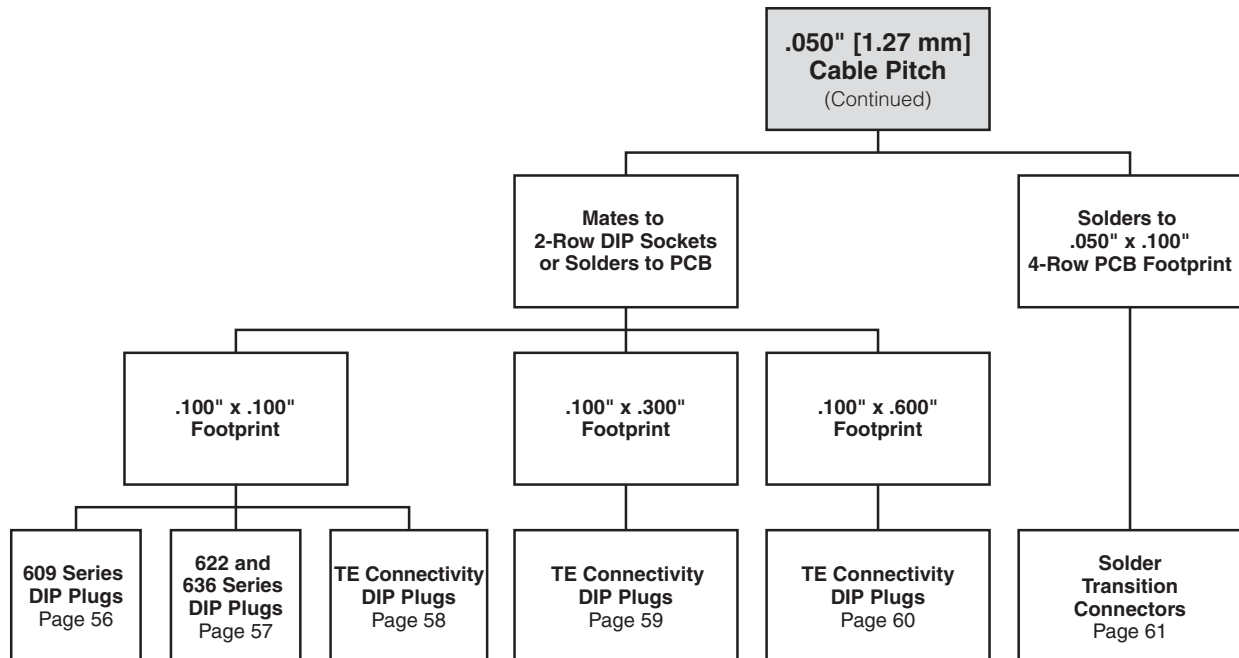 .050" [1.27 mm]
Cable Pitch
(Continued)
Mates to
2-Row DIP Sockets
or Solders to PCB
Solders to
.050" x .100"
4-Row PCB Footprint
.100" x .100"
Footprint
.100" x .300"
Footprint
.100" x .600"
Footprint
609 Series
DIP Plugs
Page 56
622 and
636 Series
DIP Plugs
Page 57
TE Connectivity
DIP Plugs
Page 58
TE Connectivity
DIP Plugs
Page 59
TE Connectivity
DIP Plugs
Page 60
Solder
Transition
Connectors
Page 61